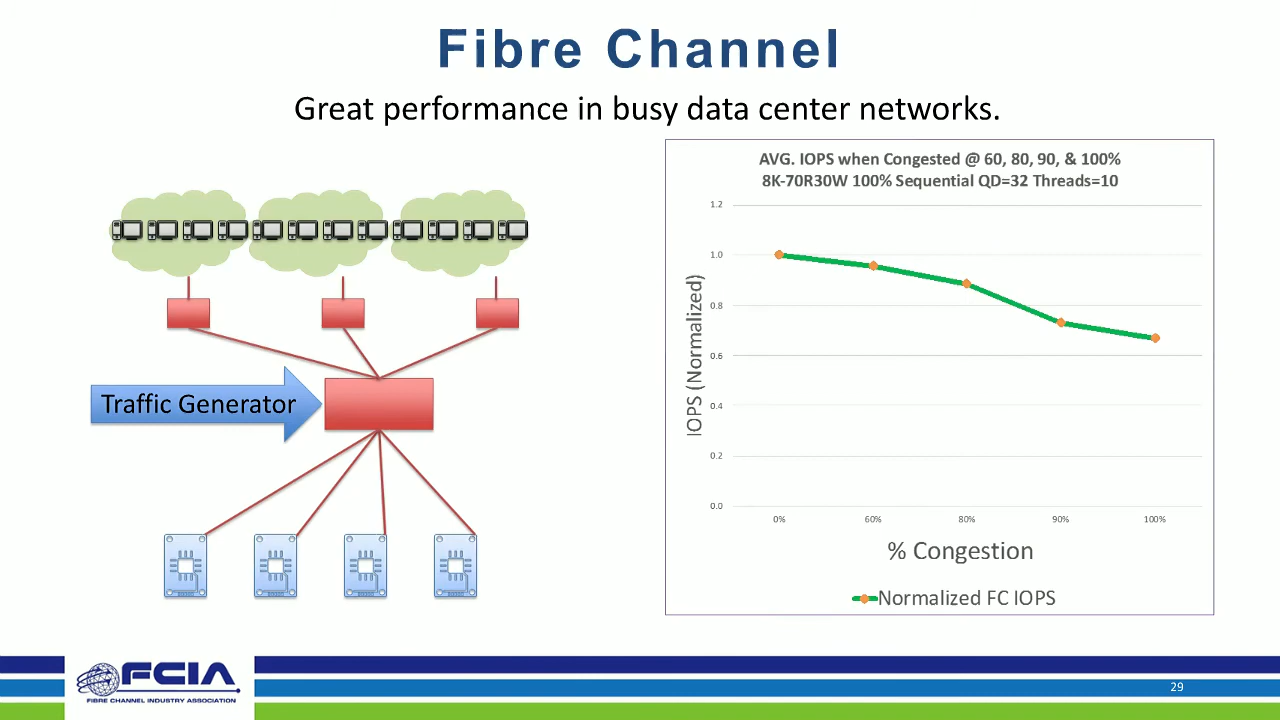 Fibre Channel
Great performance in busy data center networks.
Traffic Generator
AVG. IOPS when Congested @ 60, 80, 90, & 100%
8K-70R30W 100% Sequential QD=32 Threads=10
IOPS (Normalized)
1.2
1.0
0.8
0.6
0.4
0.2
0.0
0%
60%
80%
90%
100%
% Congestion
Normalized FC IOPS
FCIA
FIBRE CHANNEL INDUSTRY ASSOCIATION
29